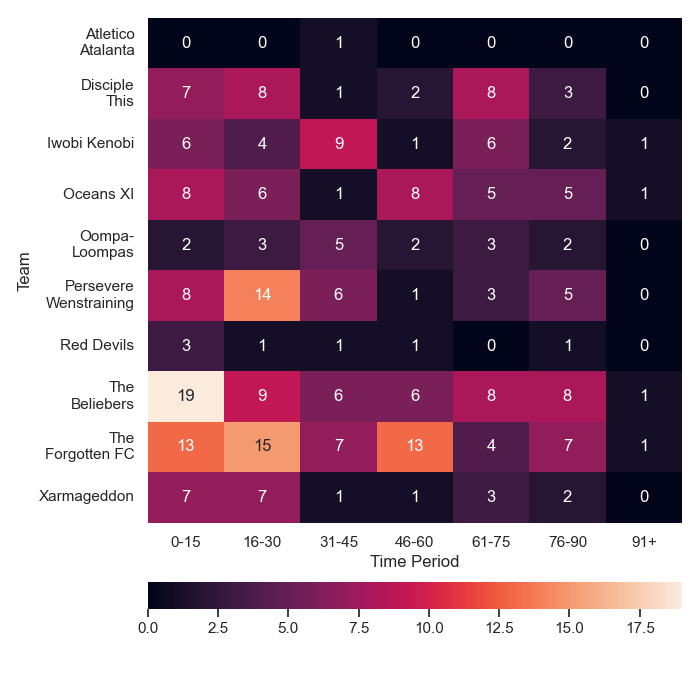 Atletico
Atalanta
0 0 1 0 0 0 0
Disciple
This
7 8 1 2 8 3 0
Iwobi Kenobi 6 4 9 1 6 2 1
Oceans XI 8 6 1 8 5 5 1
Oompa-
Loompas
2 3 5 2 3 2 0
Persevere
Wenstraining
8 14 6 1 3 5 0
Red Devils 3 1 1 1 0 1 0
The
Beliebers
19 9 6 6 8 8 1
The
Forgotten FC
13 15 7 13 4 7 1
Xarmageddon 7 7 1 1 3 2 0
Team
0-15 16-30 31-45 46-60 61-75 76-90 91+
Time Period
0.0 2.5 5.0 7.5 10.0 12.5 15.0 17.5